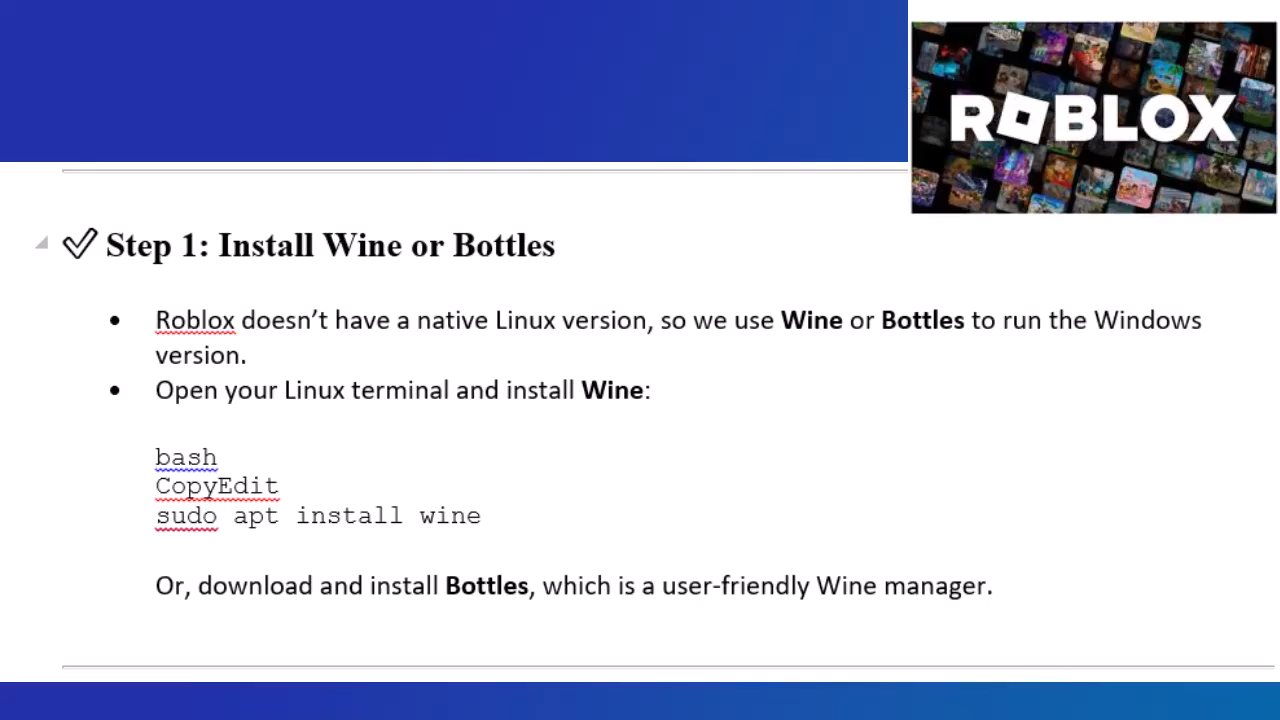 ROBLOX
Step 1: Install Wine or Bottles
Roblox doesn’t have a native Linux version, so we use Wine or Bottles to run the Windows
version.
Open your Linux terminal and install Wine:
bash
CopyEdit
sudo apt install wine
Or, download and install Bottles, which is a user-friendly Wine manager.